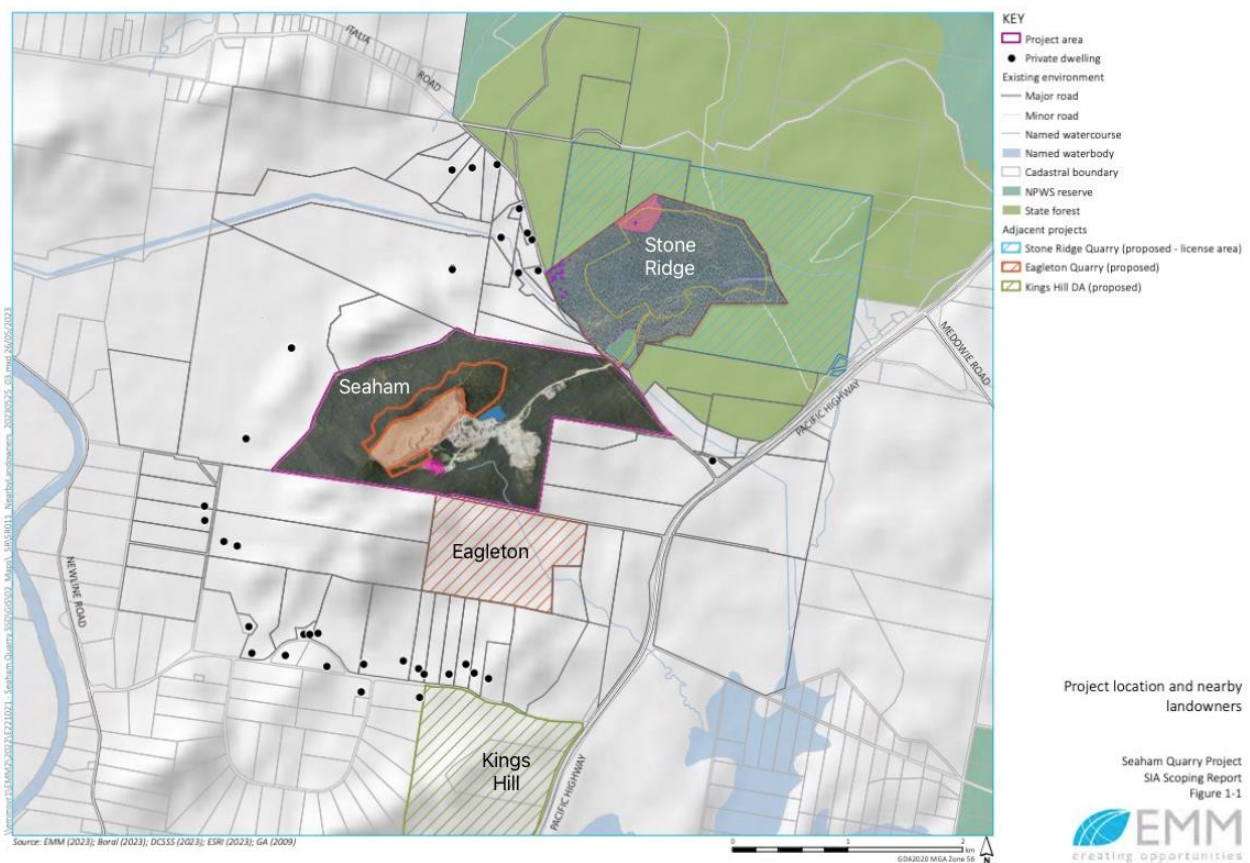 ITALIA
ROAD
Stone
Ridge
Seaham
MEDOWIE ROAD
PACIFIC HIGHWAY
Eagleton
NEWLINE ROAD
Kings
Hill
PACIFIC HIGHWAY
KEY
Project area
Private dwelling
Existing environment
Major road
Minor road
Named watercourse
Named waterbody
Cadastral boundary
NPWS reserve
State forest
Adjacent projects
Stone Ridge Quarry (proposed - license area)
Eagleton Quarry (proposed)
Kings Hill DA (proposed)
Project location and nearby
landowners
Seaham Quarry Project
SIA Scoping Report
Figure 1-1
EMM
creating opportunities
Source: EMM (2023); Boral (2023); DCSSS (2023); ESRI (2023); GA (2009)
0 1 2
km
GDA2020 MGA Zone 56
N